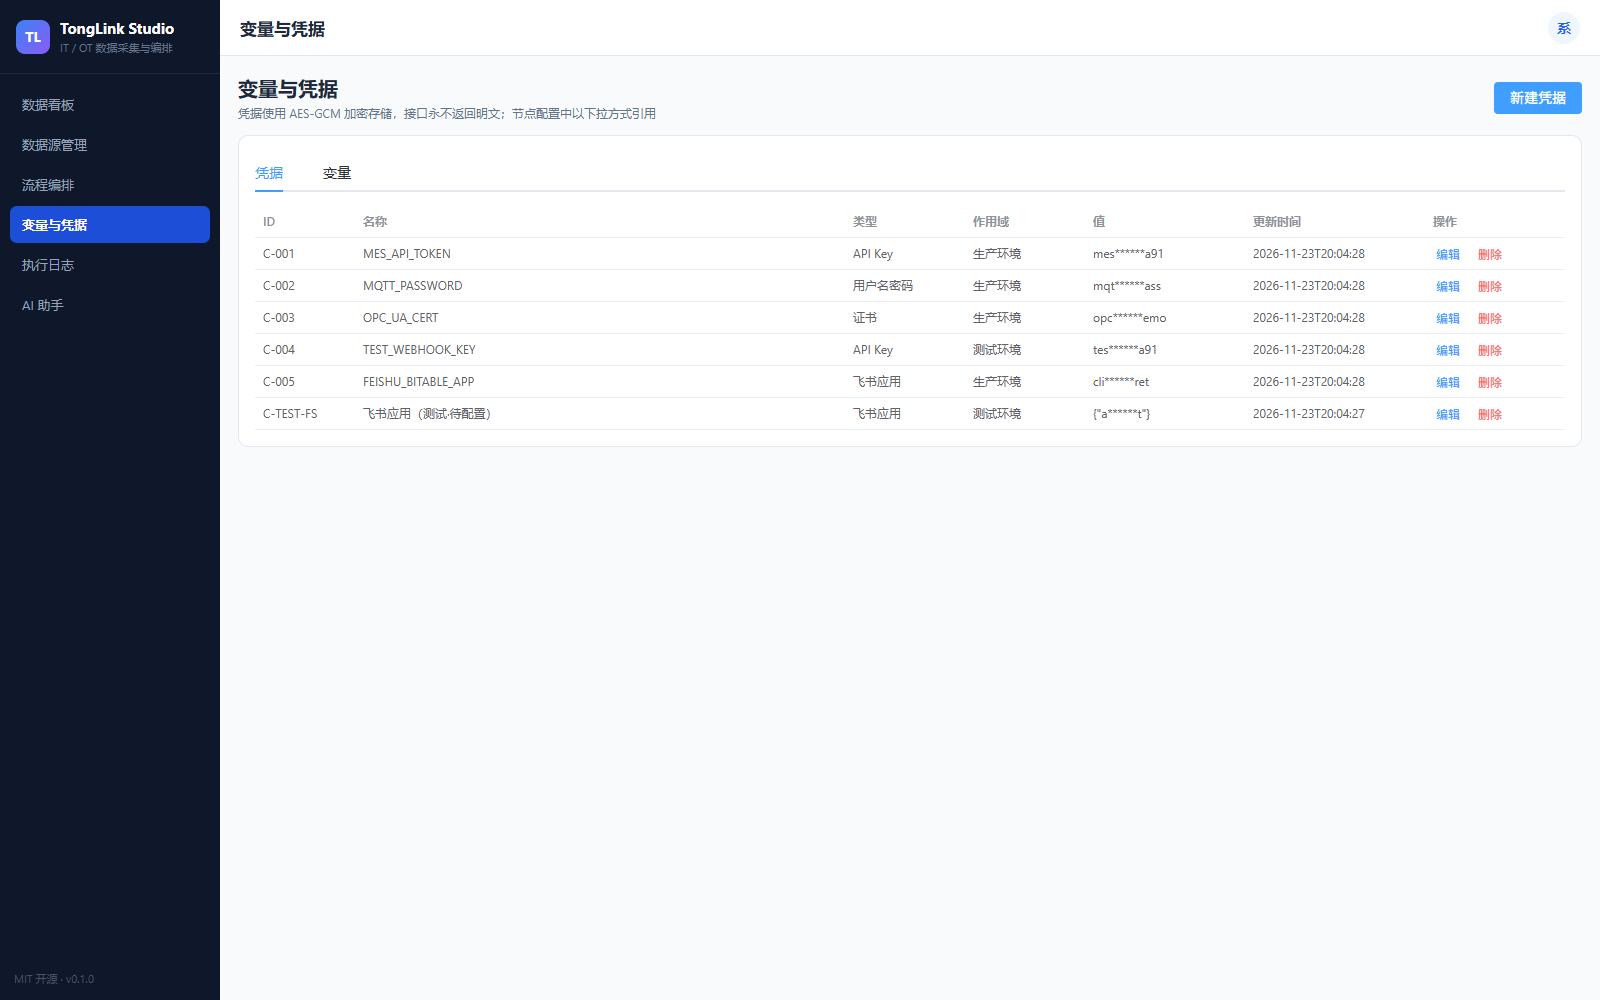 TL
TongLink Studio
IT / OT 数据采集与编排
数据看板
数据源管理
流程编排
变量与凭据
执行日志
AI 助手
MIT 开源 · v0.1.0
变量与凭据
系
变量与凭据
凭据使用 AES-GCM 加密存储，接口永不返回明文；节点配置中以下拉方式引用
新建凭据
凭据 变量
ID 名称 类型 作用域 值 更新时间 操作
C-001 MES_API_TOKEN API Key 生产环境 mes******a91 2026-11-23T20:04:28 编辑 删除
C-002 MQTT_PASSWORD 用户名密码 生产环境 mqt******ass 2026-11-23T20:04:28 编辑 删除
C-003 OPC_UA_CERT 证书 生产环境 opc******emo 2026-11-23T20:04:28 编辑 删除
C-004 TEST_WEBHOOK_KEY API Key 测试环境 tes******a91 2026-11-23T20:04:28 编辑 删除
C-005 FEISHU_BITABLE_APP 飞书应用 生产环境 cli******ret 2026-11-23T20:04:28 编辑 删除
C-TEST-FS 飞书应用（测试·待配置） 飞书应用 测试环境 {"a******t"} 2026-11-23T20:04:27 编辑 删除